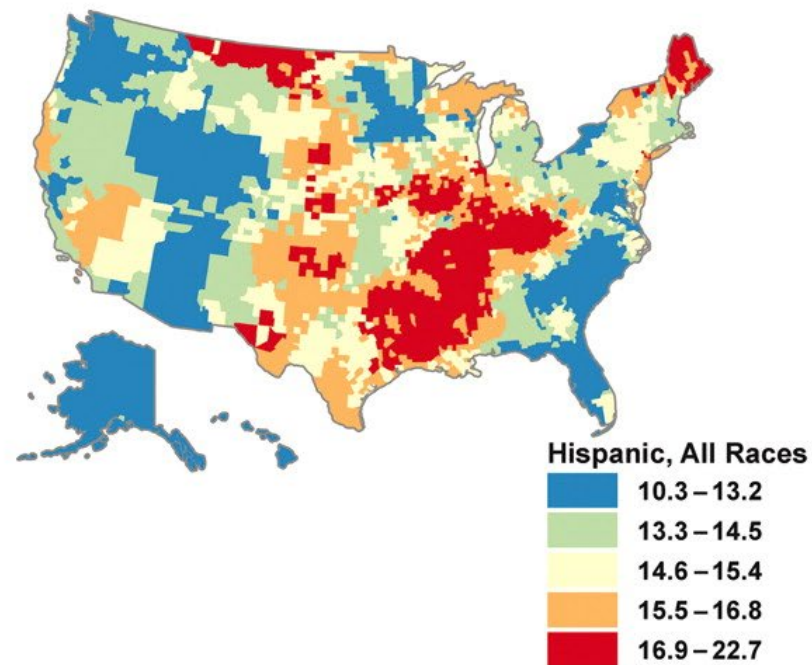 Hispanic, All Races
10.3 – 13.2
13.3 – 14.5
14.6 – 15.4
15.5 – 16.8
16.9 – 22.7